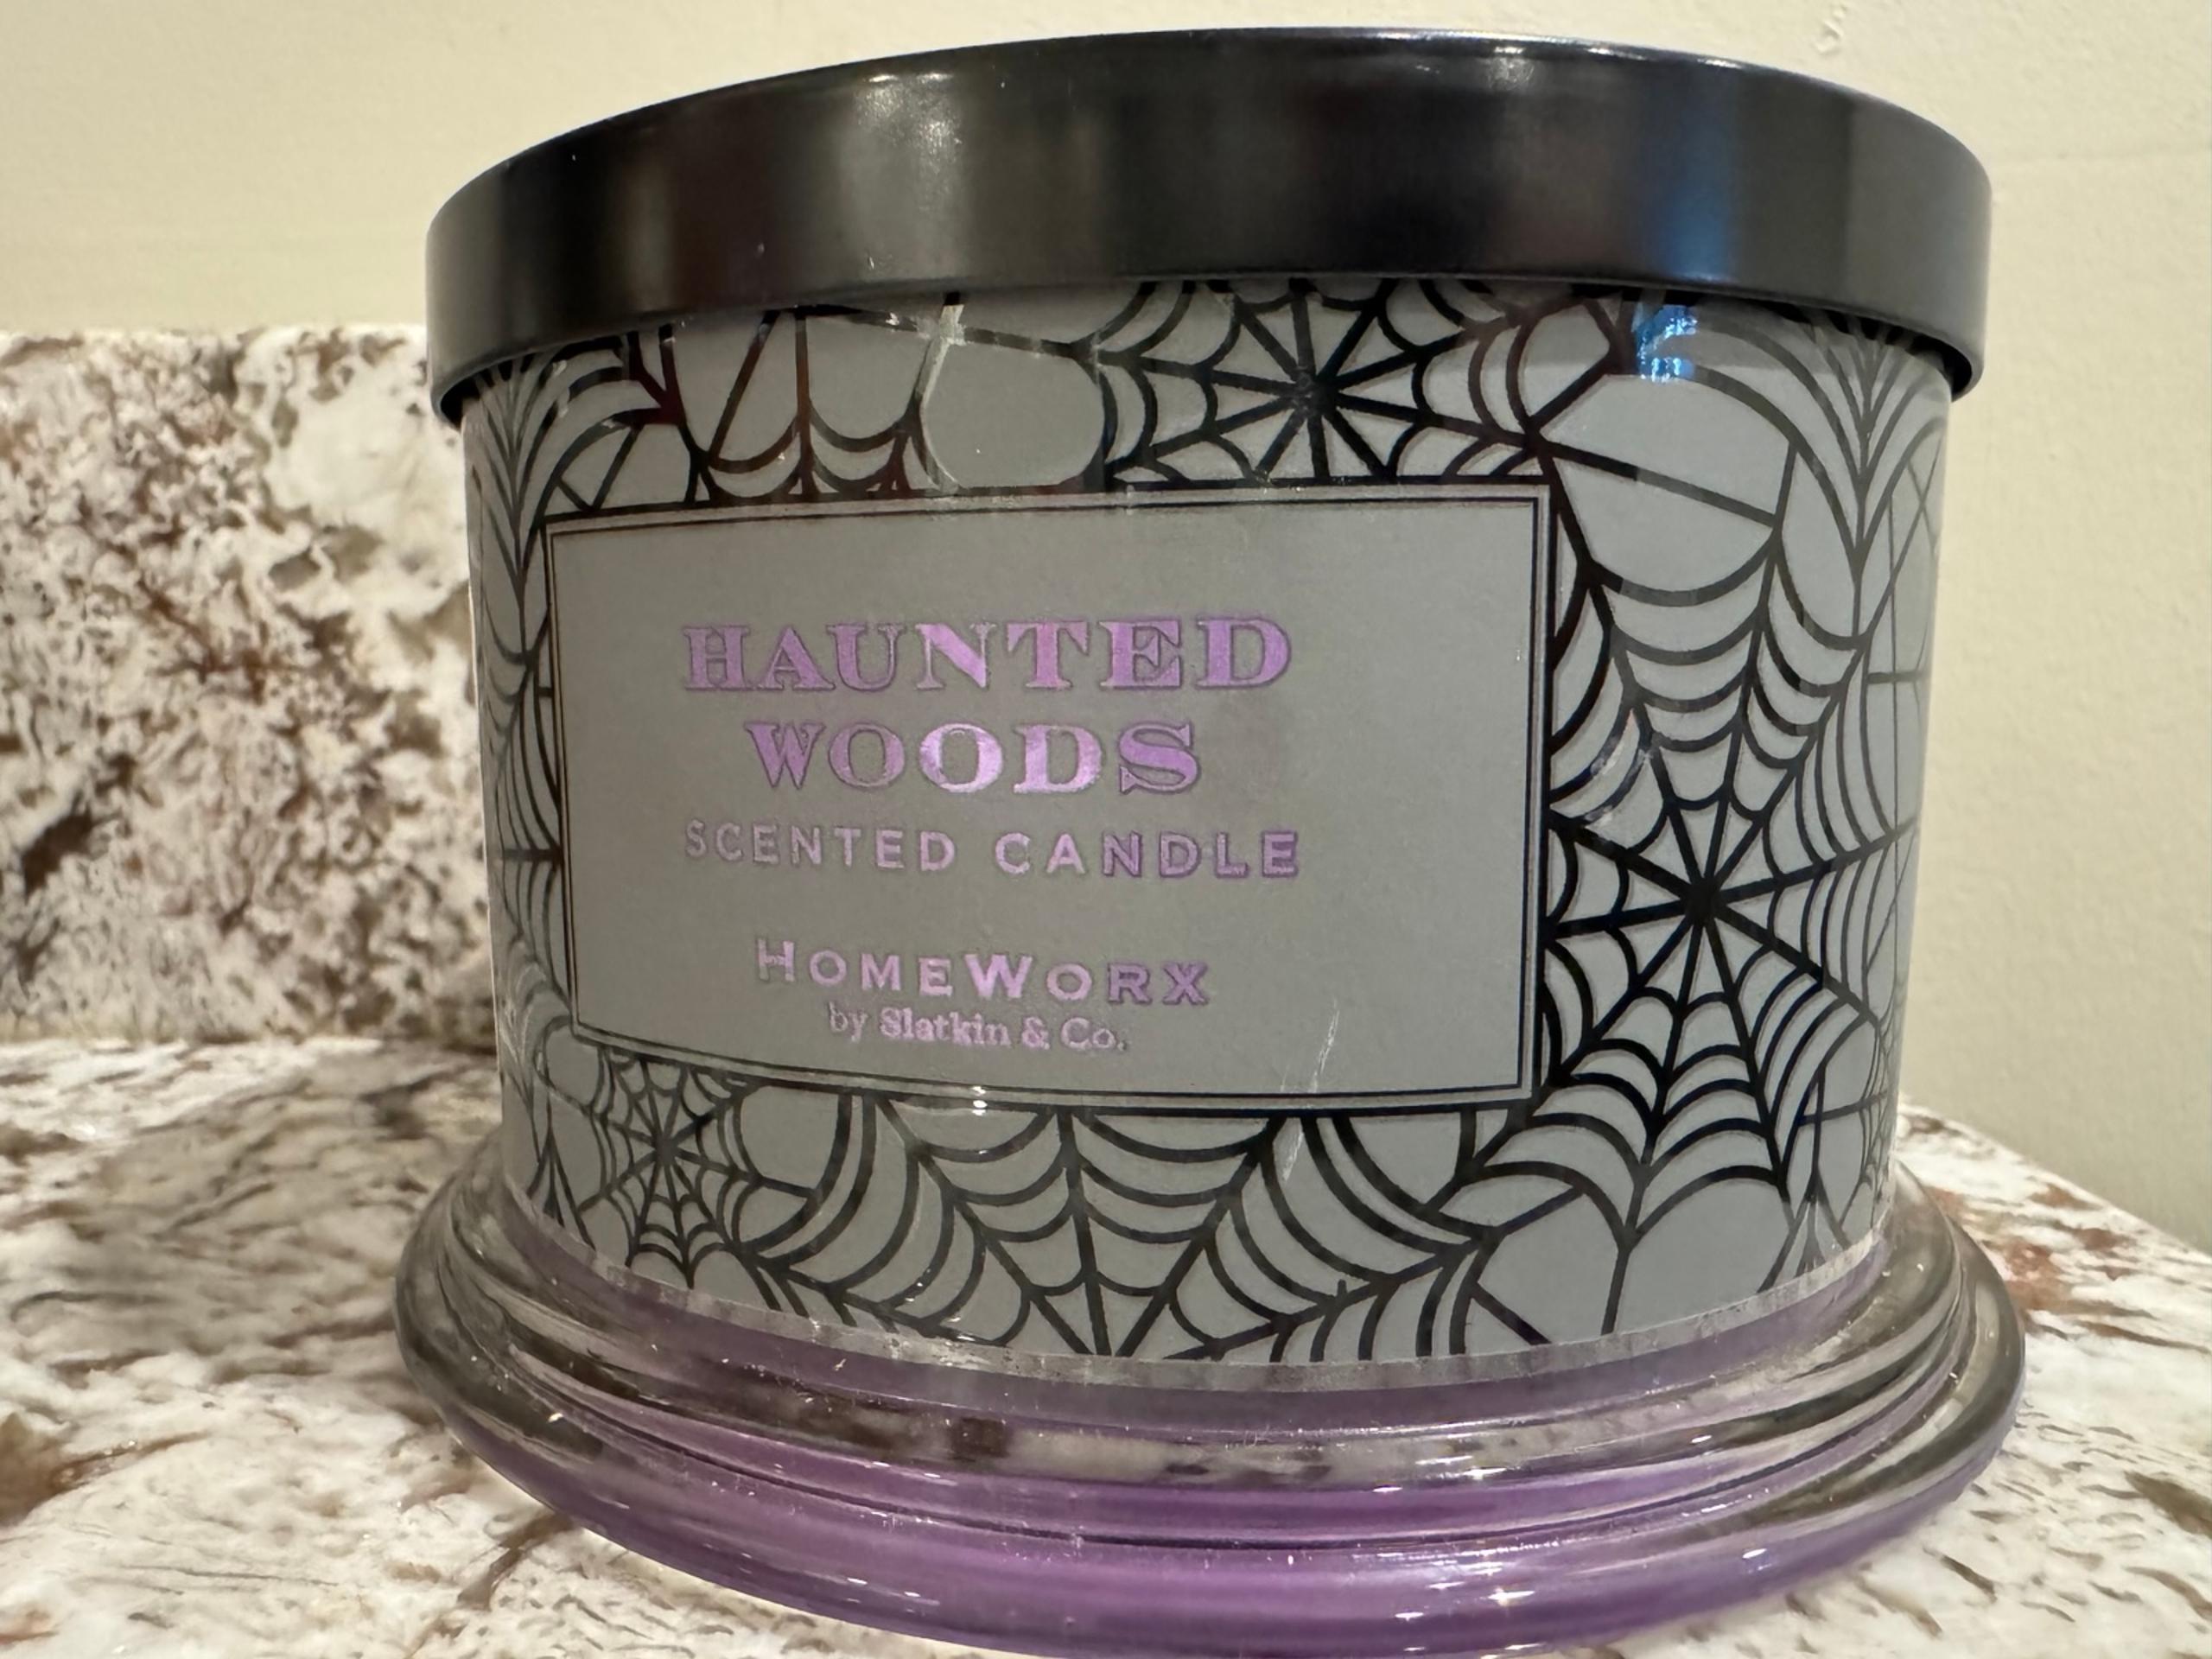 HAUNTED
WOODS
SCENTED CANDLE
HOMEWORX
by Slatkin & Co.